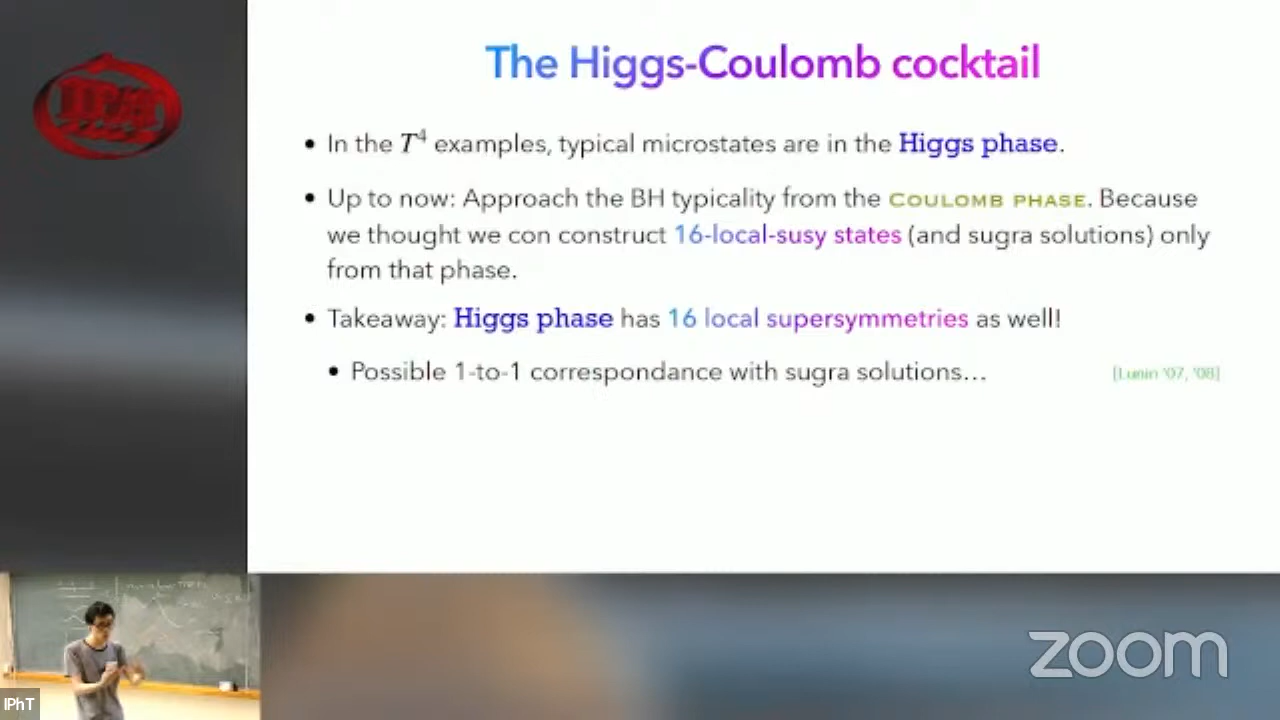 The Higgs-Coulomb cocktail
• In the T⁴ examples, typical microstates are in the Higgs phase.
• Up to now: Approach the BH typicality from the COULOMB PHASE. Because
we thought we con construct 16-local-susy states (and sugra solutions) only
from that phase.
• Takeaway: Higgs phase has 16 local supersymmetries as well!
• Possible 1-to-1 correspondance with sugra solutions…
[Lunin '07, '08]
IPhT
zoom